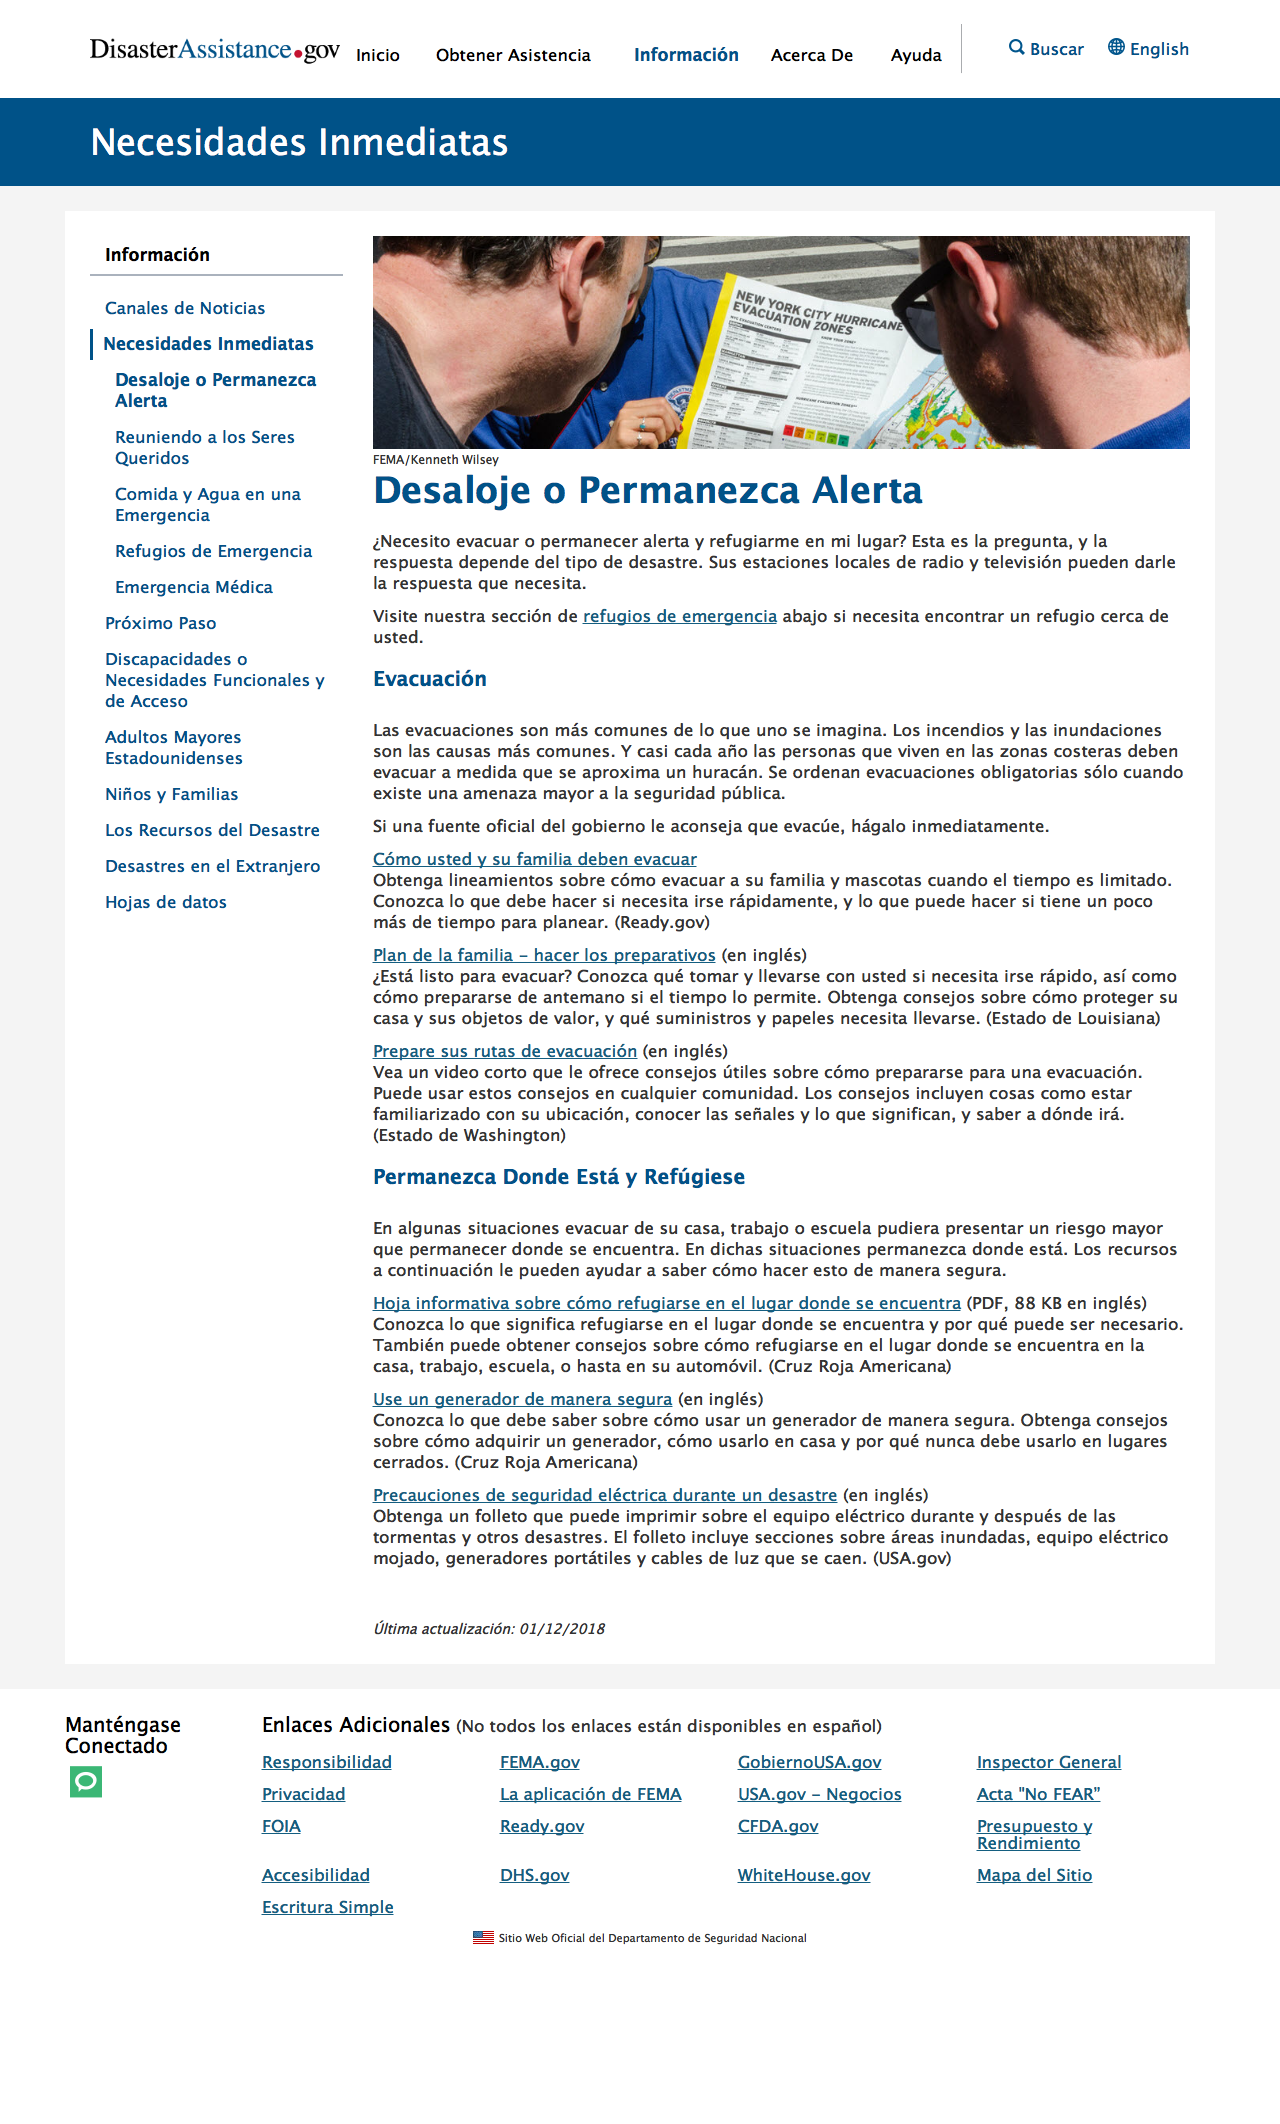 DisasterAssistance.gov
Inicio
Obtener Asistencia
Información
Acerca De
Ayuda
Buscar
English
Necesidades Inmediatas
Información
Canales de Noticias
Necesidades Inmediatas
Desaloje o Permanezca
Alerta
Reuniendo a los Seres
Queridos
Comida y Agua en una
Emergencia
Refugios de Emergencia
Emergencia Médica
Próximo Paso
Discapacidades o
Necesidades Funcionales y
de Acceso
Adultos Mayores
Estadounidenses
Niños y Familias
Los Recursos del Desastre
Desastres en el Extranjero
Hojas de datos
NEW YORK CITY HURRICANE
EVACUATION ZONES
FEMA/Kenneth Wilsey
Desaloje o Permanezca Alerta
¿Necesito evacuar o permanecer alerta y refugiarme en mi lugar? Esta es la pregunta, y la
respuesta depende del tipo de desastre. Sus estaciones locales de radio y televisión pueden darle
la respuesta que necesita.
Visite nuestra sección de refugios de emergencia abajo si necesita encontrar un refugio cerca de
usted.
Evacuación
Las evacuaciones son más comunes de lo que uno se imagina. Los incendios y las inundaciones
son las causas más comunes. Y casi cada año las personas que viven en las zonas costeras deben
evacuar a medida que se aproxima un huracán. Se ordenan evacuaciones obligatorias sólo cuando
existe una amenaza mayor a la seguridad pública.
Si una fuente oficial del gobierno le aconseja que evacúe, hágalo inmediatamente.
Cómo usted y su familia deben evacuar
Obtenga lineamientos sobre cómo evacuar a su familia y mascotas cuando el tiempo es limitado.
Conozca lo que debe hacer si necesita irse rápidamente, y lo que puede hacer si tiene un poco
más de tiempo para planear. (Ready.gov)
Plan de la familia – hacer los preparativos (en inglés)
¿Está listo para evacuar? Conozca qué tomar y llevarse con usted si necesita irse rápido, así como
cómo prepararse de antemano si el tiempo lo permite. Obtenga consejos sobre cómo proteger su
casa y sus objetos de valor, y qué suministros y papeles necesita llevarse. (Estado de Louisiana)
Prepare sus rutas de evacuación (en inglés)
Vea un video corto que le ofrece consejos útiles sobre cómo prepararse para una evacuación.
Puede usar estos consejos en cualquier comunidad. Los consejos incluyen cosas como estar
familiarizado con su ubicación, conocer las señales y lo que significan, y saber a dónde irá.
(Estado de Washington)
Permanezca Donde Está y Refúgiese
En algunas situaciones evacuar de su casa, trabajo o escuela pudiera presentar un riesgo mayor
que permanecer donde se encuentra. En dichas situaciones permanezca donde está. Los recursos
a continuación le pueden ayudar a saber cómo hacer esto de manera segura.
Hoja informativa sobre cómo refugiarse en el lugar donde se encuentra (PDF, 88 KB en inglés)
Conozca lo que significa refugiarse en el lugar donde se encuentra y por qué puede ser necesario.
También puede obtener consejos sobre cómo refugiarse en el lugar donde se encuentra en la
casa, trabajo, escuela, o hasta en su automóvil. (Cruz Roja Americana)
Use un generador de manera segura (en inglés)
Conozca lo que debe saber sobre cómo usar un generador de manera segura. Obtenga consejos
sobre cómo adquirir un generador, cómo usarlo en casa y por qué nunca debe usarlo en lugares
cerrados. (Cruz Roja Americana)
Precauciones de seguridad eléctrica durante un desastre (en inglés)
Obtenga un folleto que puede imprimir sobre el equipo eléctrico durante y después de las
tormentas y otros desastres. El folleto incluye secciones sobre áreas inundadas, equipo eléctrico
mojado, generadores portátiles y cables de luz que se caen. (USA.gov)
Última actualización: 01/12/2018
Manténgase
Conectado
Enlaces Adicionales (No todos los enlaces están disponibles en español)
Responsibilidad
FEMA.gov
GobiernoUSA.gov
Inspector General
Privacidad
La aplicación de FEMA
USA.gov – Negocios
Acta "No FEAR”
FOIA
Ready.gov
CFDA.gov
Presupuesto y
Rendimiento
Accesibilidad
DHS.gov
WhiteHouse.gov
Mapa del Sitio
Escritura Simple
Sitio Web Oficial del Departamento de Seguridad Nacional